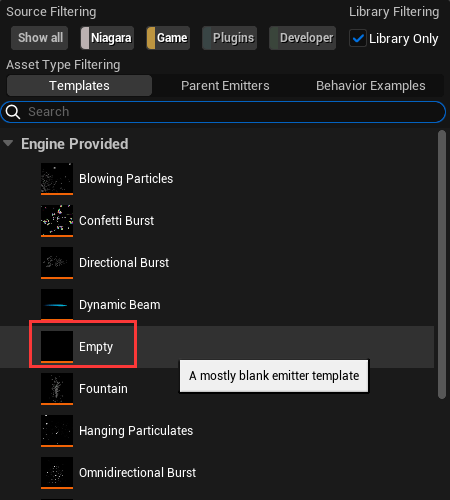 Source Filtering Library Filtering
Show all Niagara Game Plugins Developer Library Only
Asset Type Filtering
Templates Parent Emitters Behavior Examples
Search
Engine Provided
Blowing Particles
Confetti Burst
Directional Burst
Dynamic Beam
Empty
A mostly blank emitter template
Fountain
Hanging Particulates
Omnidirectional Burst